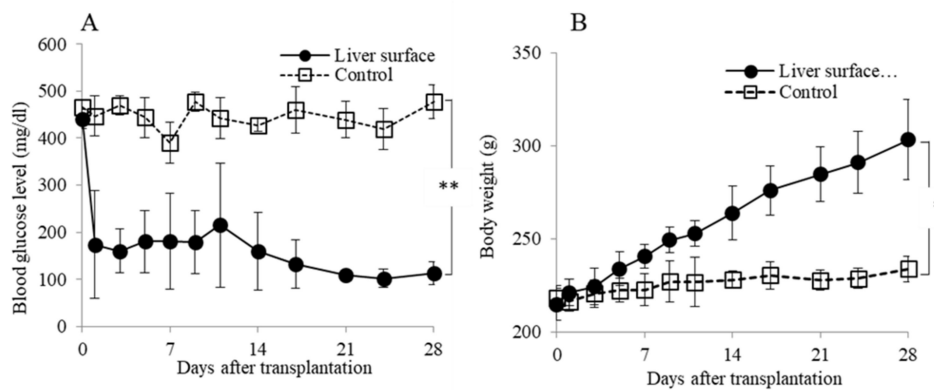 A
Blood glucose level (mg/dl)
600
500
400
300
200
100
0
Liver surface
Control
**
0 7 14 21 28
Days after transplantation
B
Body weight (g)
350
300
250
200
Liver surface…
Control
0 7 14 21 28
Days after transplantation